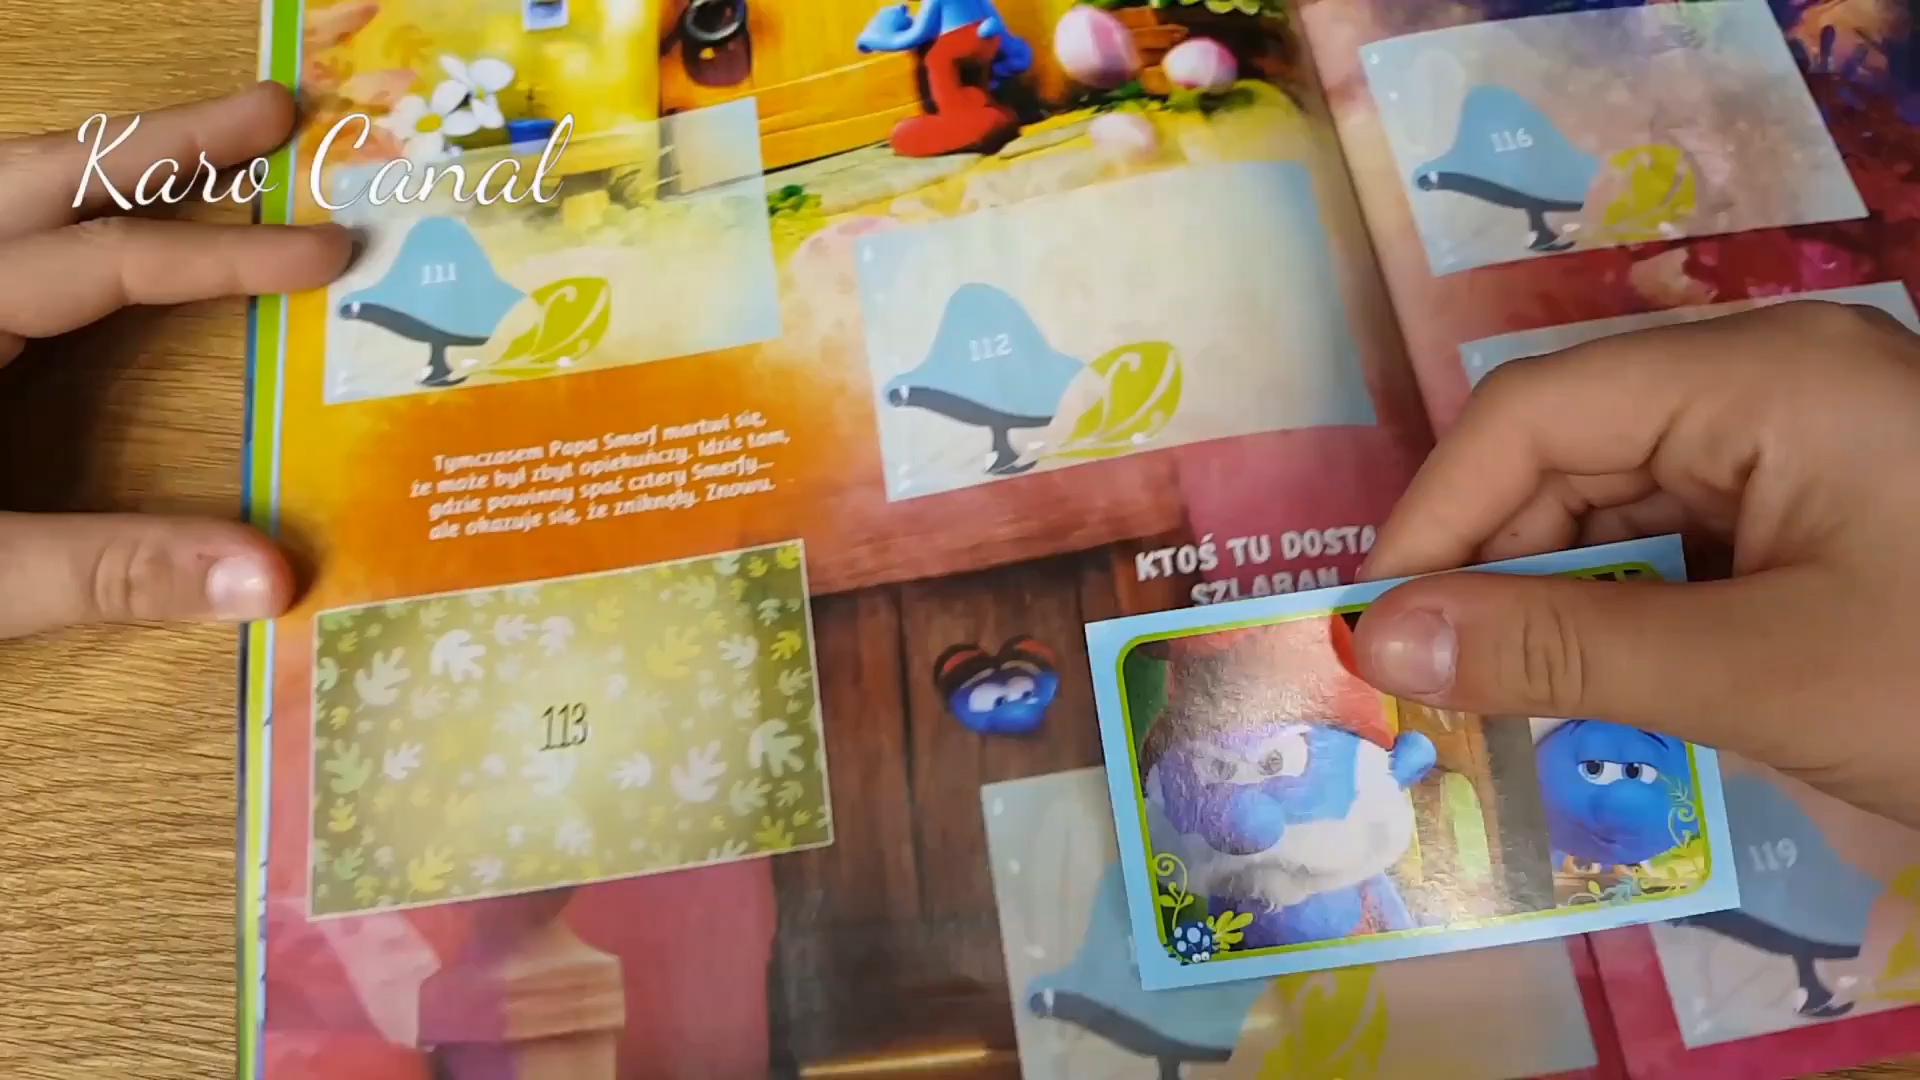 Karo Canal
116
111
112
Tymczasem Papa Smerf martwi się,
że może był zbyt opiekuńczy. Idzie tam,
gdzie powinny spać cztery Smerfy...
ale okazuje się, że zniknęły. Znowu.
KTOŚ TU DOSTA
SZLABAN
113
119